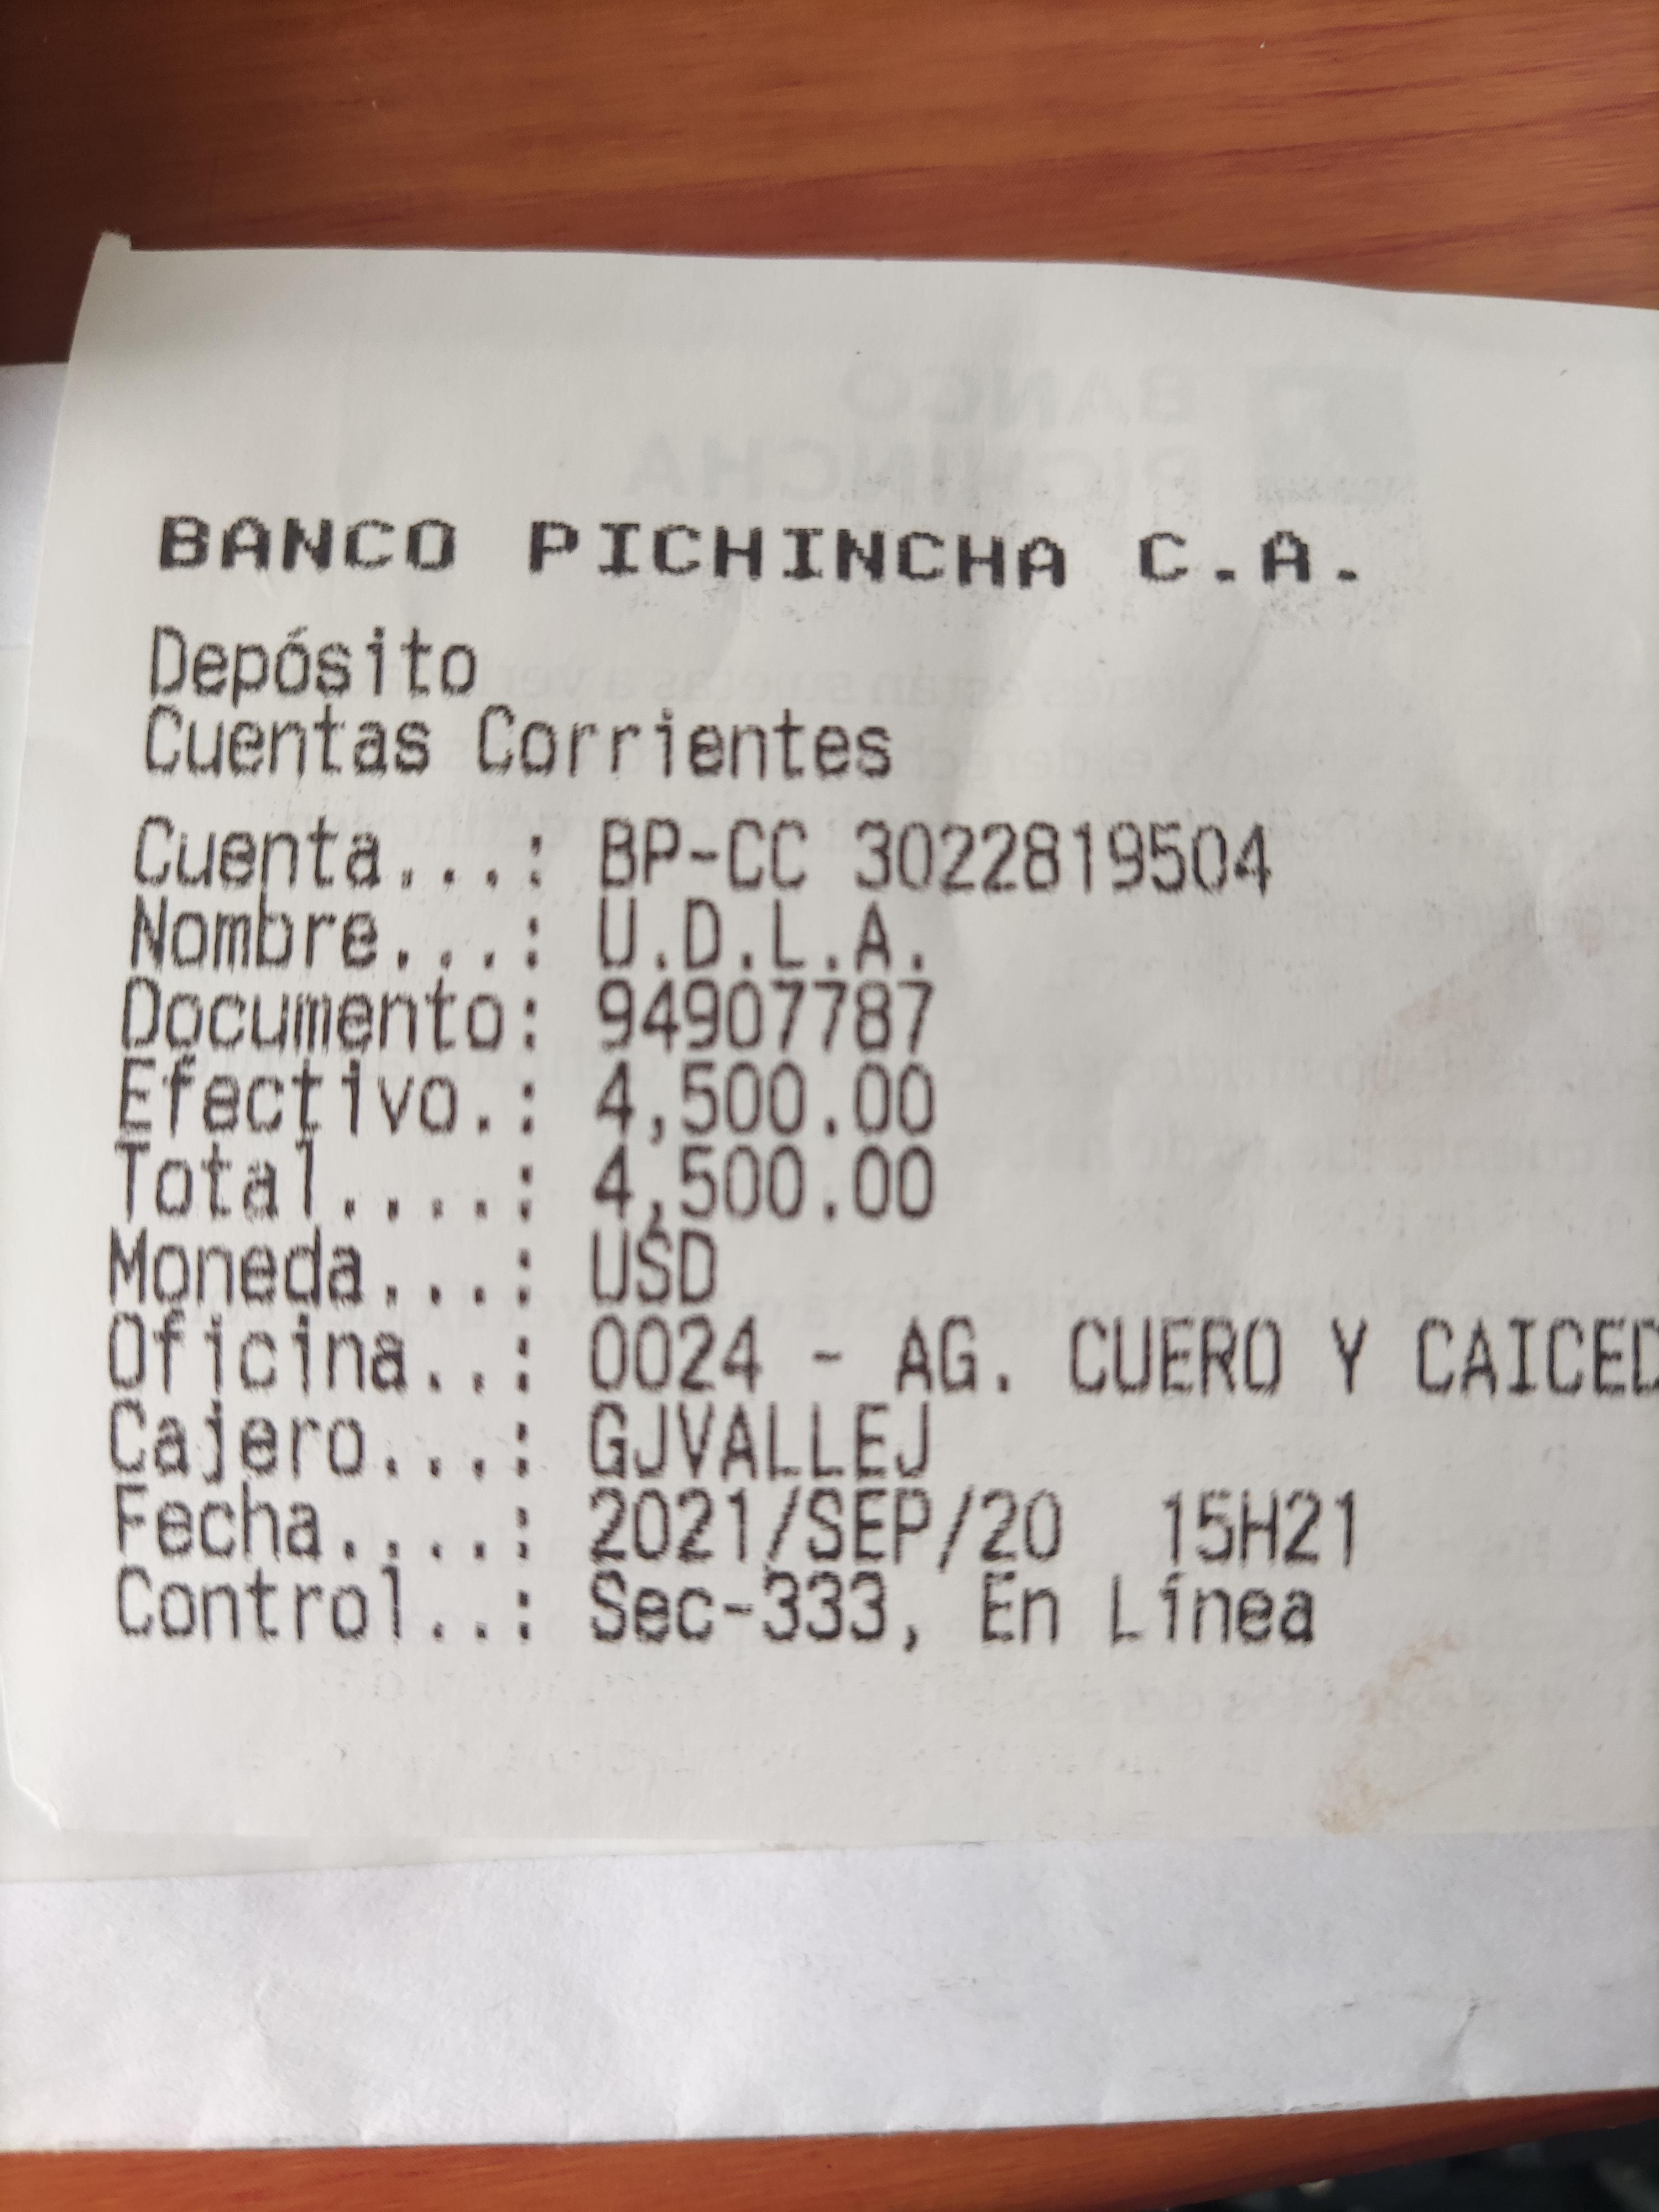 BANCO PICHINCHA C.A.
Depósito
Cuentas Corrientes
Cuenta...: BP-CC 3022819504
Nombre...: U.D.L.A.
Documento: 94907787
Efectivo.: 4,500.00
Total....: 4,500.00
Moneda...: USD
Oficina..: 0024 - AG. CUERO Y CAICED
Cajero...: GJVALLEJ
Fecha....: 2021/SEP/20 15H21
Control..: Sec-333, En Línea